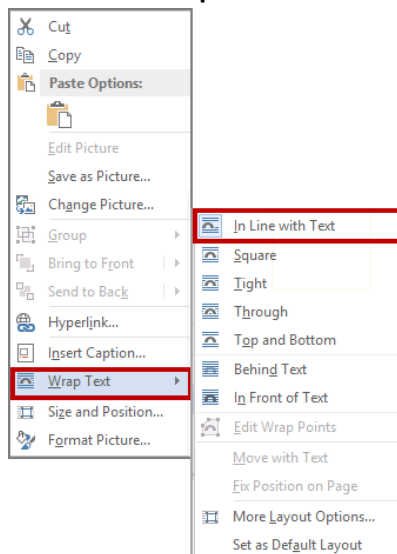 Cut
Copy
Paste Options:
Edit Picture
Save as Picture...
Change Picture...
Group
Bring to Front
Send to Back
Hyperlink...
Insert Caption...
Wrap Text
Size and Position...
Format Picture...
In Line with Text
Square
Tight
Through
Top and Bottom
Behind Text
In Front of Text
Edit Wrap Points
Move with Text
Fix Position on Page
More Layout Options...
Set as Default Layout